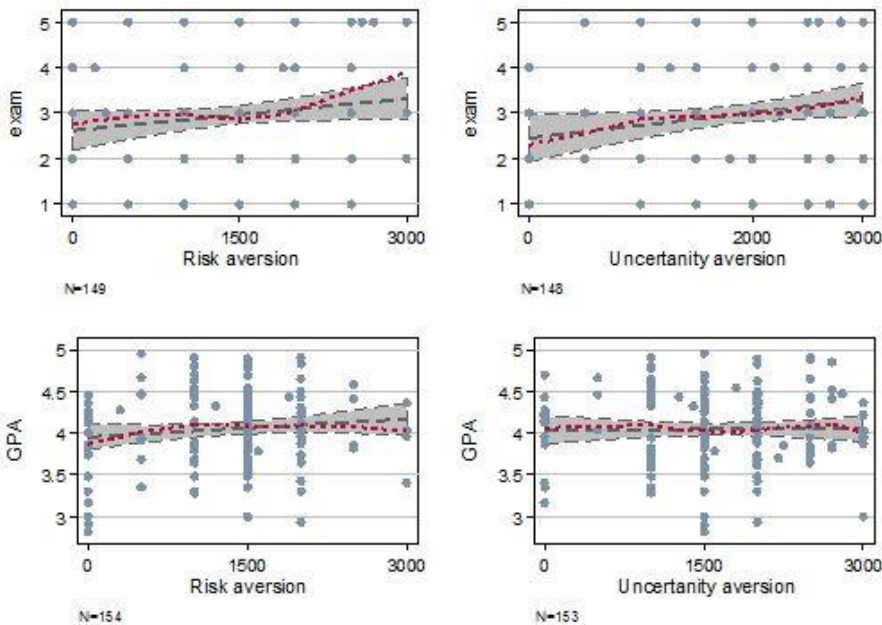 5
4
3
2
1
exam
0
1500
3000
Risk aversion
N=149
5
4
3
2
1
exam
0
2000
3000
Uncertanity aversion
N=148
5
4.5
4
3.5
3
GPA
0
1500
3000
Risk aversion
N=154
5
4.5
4
3.5
3
GPA
0
1500
3000
Uncertanity aversion
N=153